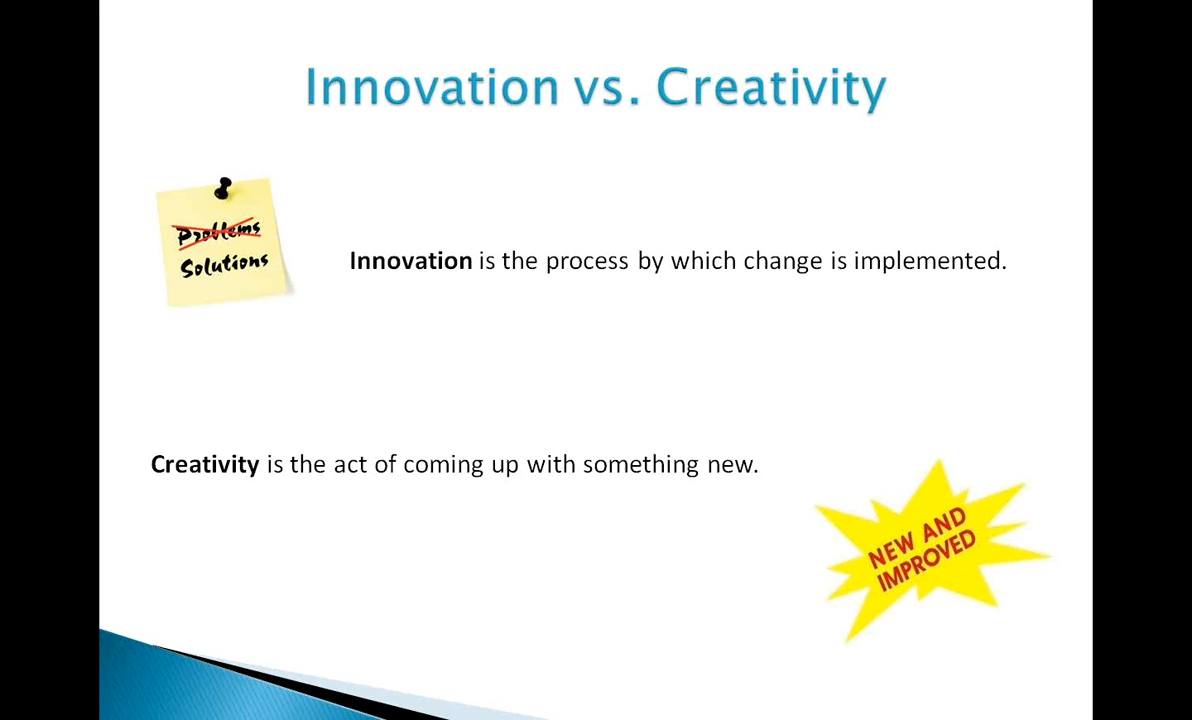 Innovation vs. Creativity
Problems
Solutions
Innovation is the process by which change is implemented.
Creativity is the act of coming up with something new.
NEW AND
IMPROVED